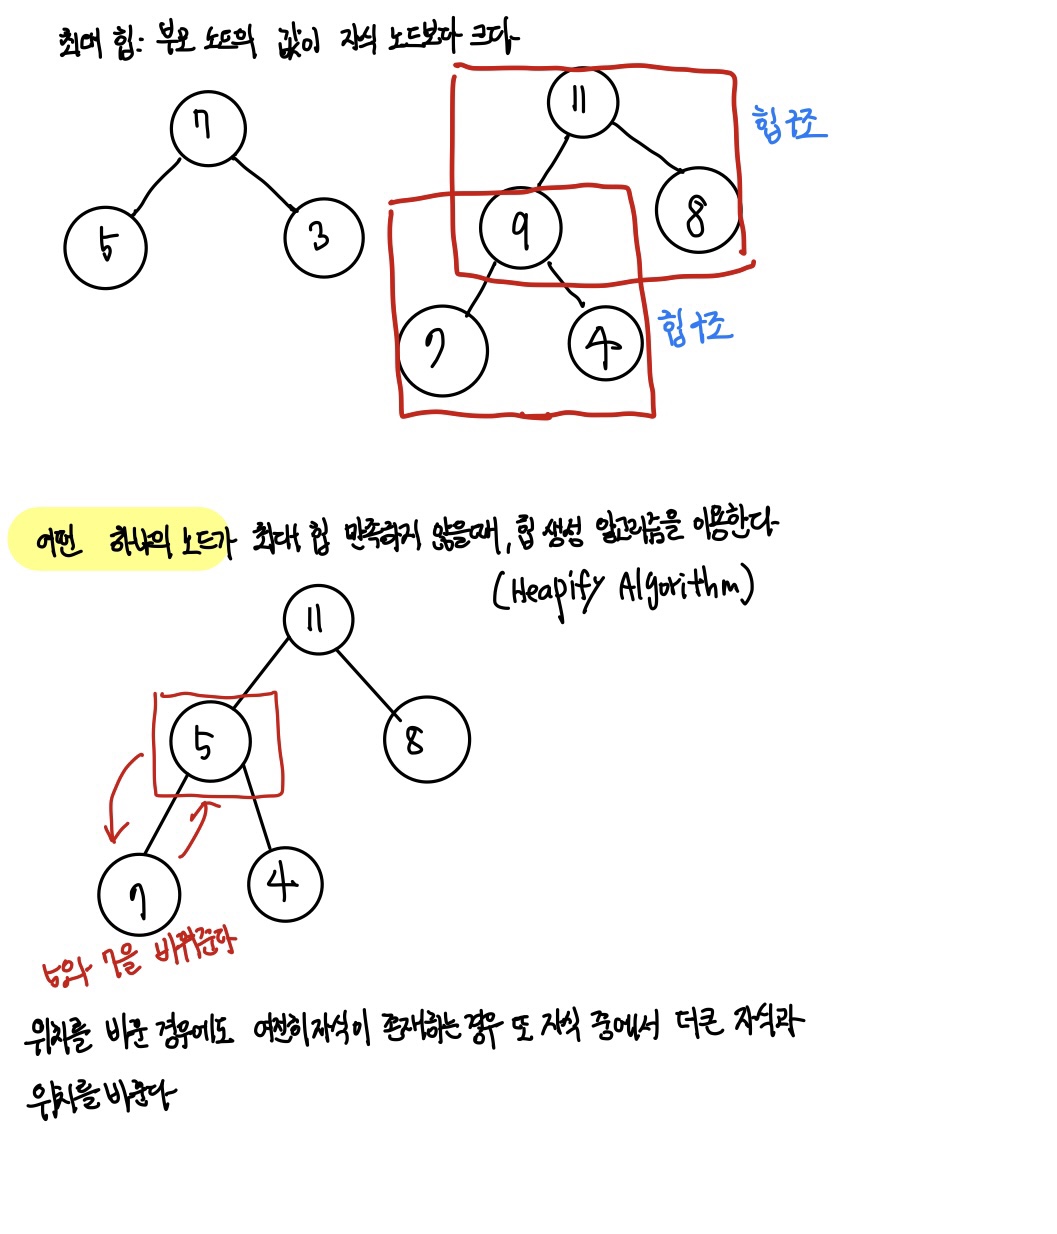 최대 힙: 부모 노드의 값이 자식 노드보다 크다
7
5
3
11
9
8
7
4
힙구조
힙구조
어떤 하나의 노드가 최대 힙 만족하지 않을때, 힙 생성 알고리즘을 이용한다
(Heapify Algorithm)
11
5
8
7
4
5와 7을 바꿔준다
위치를 바꾼 경우에도 여전히 자식이 존재하는 경우 또 자식 중에서 더큰 자식과
위치를 바꾼다